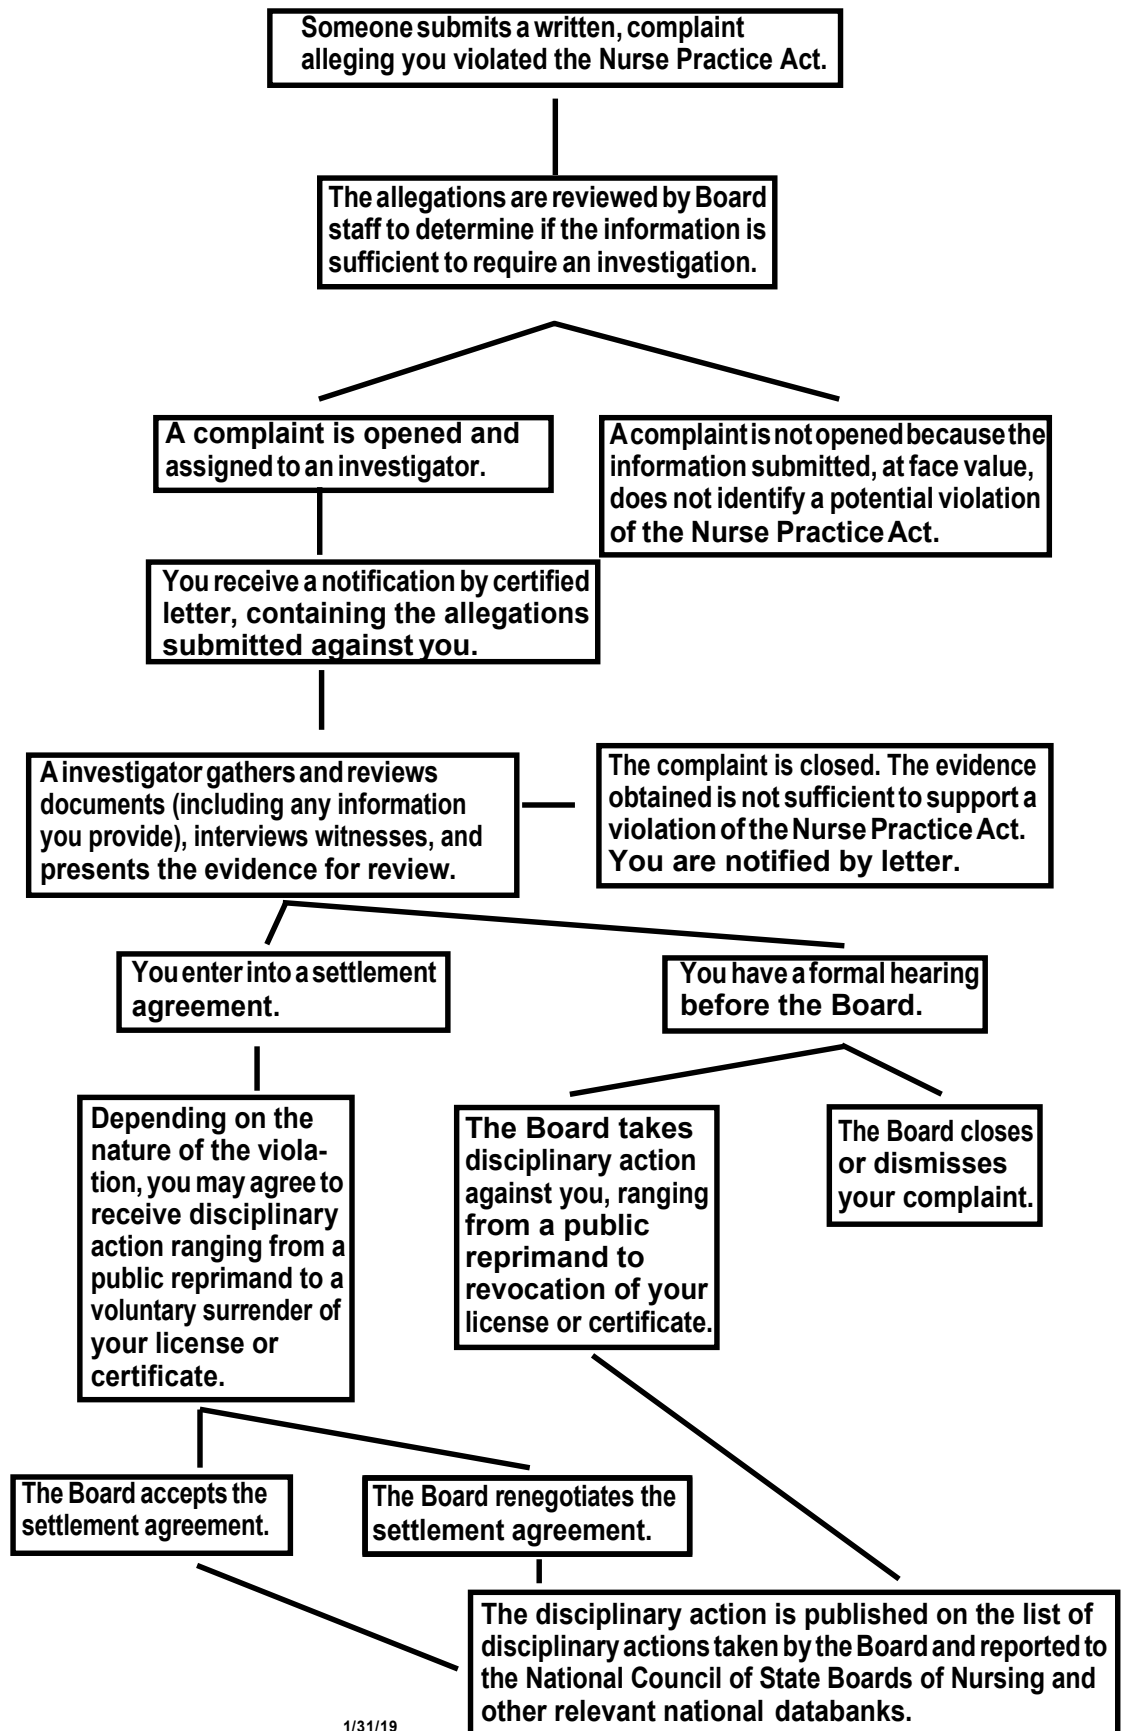 Someone submits a written, complaint
alleging you violated the Nurse Practice Act.
The allegations are reviewed by Board
staff to determine if the information is
sufficient to require an investigation.
A complaint is opened and
assigned to an investigator.
A complaint is not opened because the
information submitted, at face value,
does not identify a potential violation
of the Nurse Practice Act.
You receive a notification by certified
letter, containing the allegations
submitted against you.
A investigator gathers and reviews
documents (including any information
you provide), interviews witnesses, and
presents the evidence for review.
The complaint is closed. The evidence
obtained is not sufficient to support a
violation of the Nurse Practice Act.
You are notified by letter.
You enter into a settlement
agreement.
You have a formal hearing
before the Board.
Depending on the
nature of the viola-
tion, you may agree to
receive disciplinary
action ranging from a
public reprimand to a
voluntary surrender of
your license or
certificate.
The Board takes
disciplinary action
against you, ranging
from a public
reprimand to
revocation of your
license or certificate.
The Board closes
or dismisses
your complaint.
The Board accepts the
settlement agreement.
The Board renegotiates the
settlement agreement.
The disciplinary action is published on the list of
disciplinary actions taken by the Board and reported to
the National Council of State Boards of Nursing and
other relevant national databanks.
1/31/19